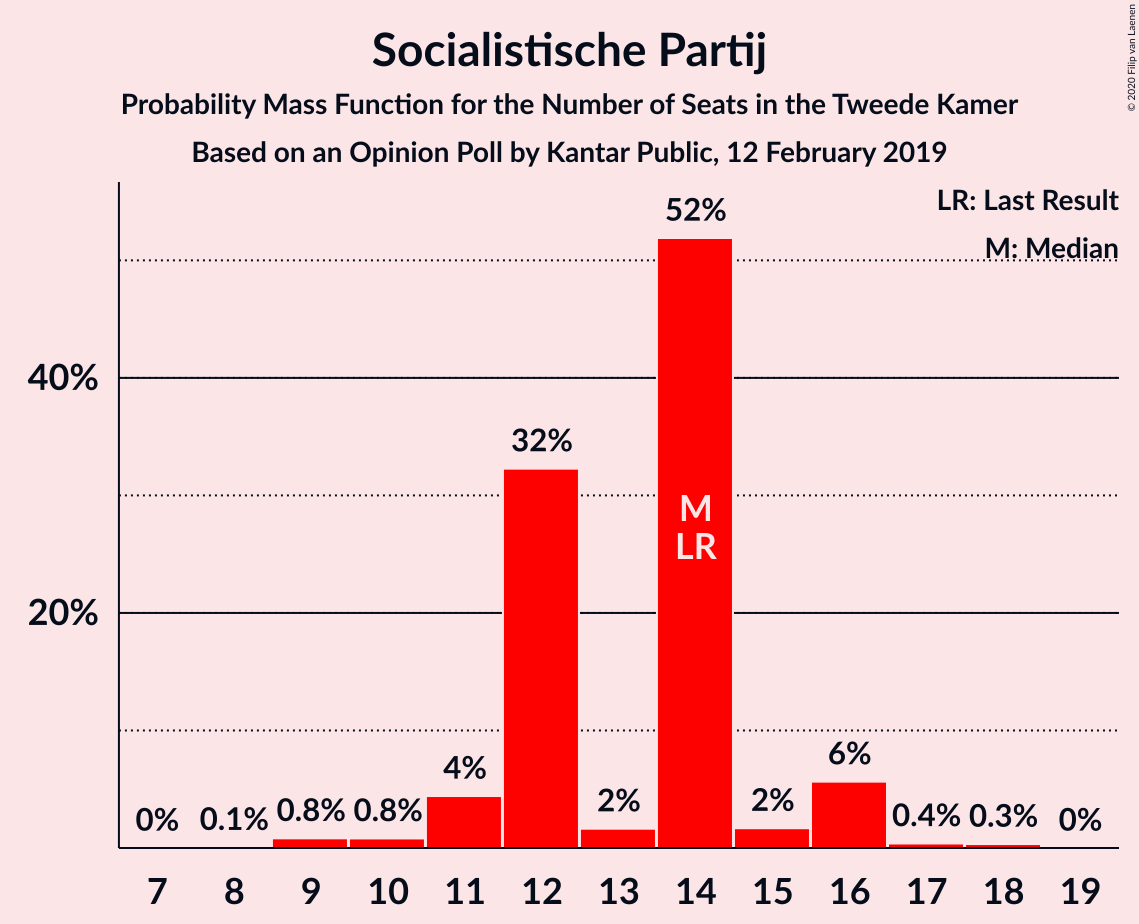 Socialistische Partij
Probability Mass Function for the Number of Seats in the Tweede Kamer
Based on an Opinion Poll by Kantar Public, 12 February 2019
© 2020 Filip van Laenen
LR: Last Result
M: Median
40%
20%
0%
0.1%
0.8%
0.8%
4%
32%
2%
52%
M
LR
2%
6%
0.4%
0.3%
0%
7 8 9 10 11 12 13 14 15 16 17 18 19